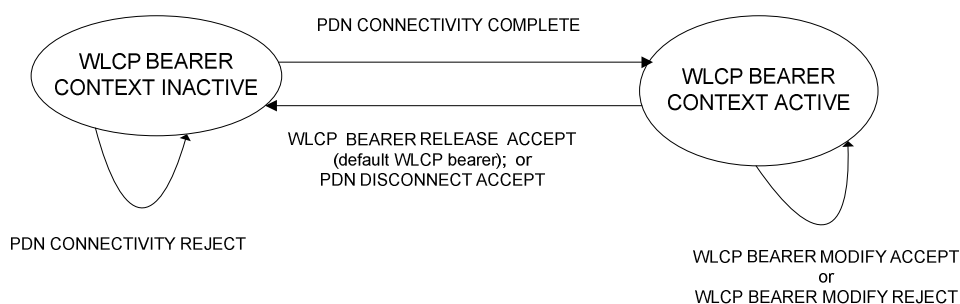 PDN CONNECTIVITY COMPLETE
WLCP BEARER
CONTEXT INACTIVE
WLCP BEARER
CONTEXT ACTIVE
WLCP BEARER RELEASE ACCEPT
(default WLCP bearer); or
PDN DISCONNECT ACCEPT
PDN CONNECTIVITY REJECT
WLCP BEARER MODIFY ACCEPT
or
WLCP BEARER MODIFY REJECT